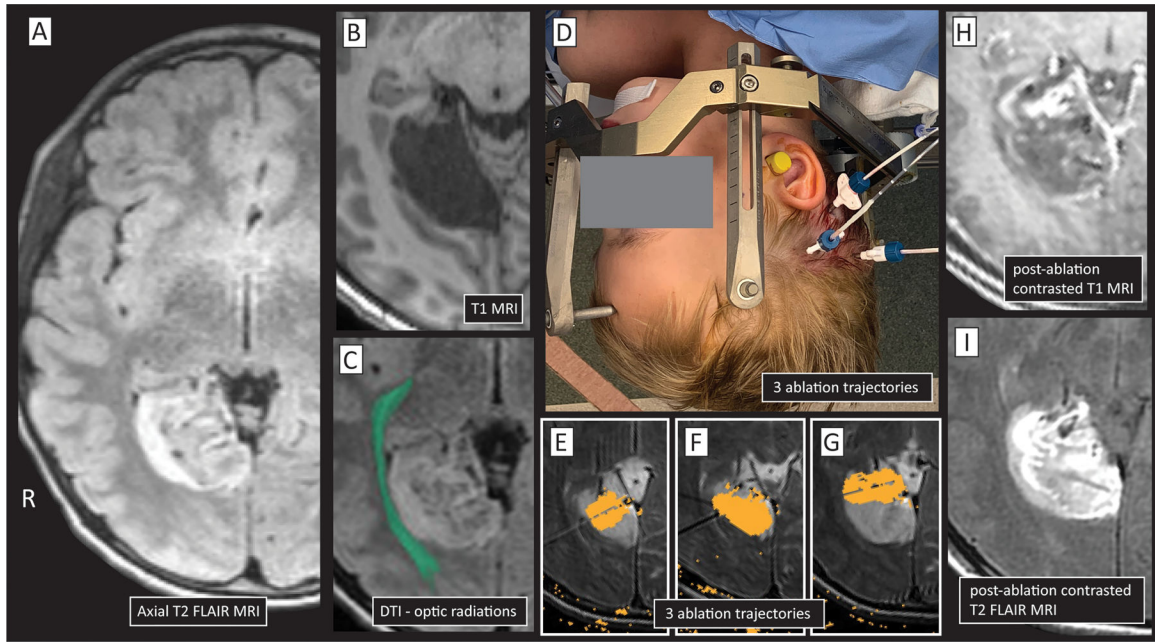 A
R
Axial T2 FLAIR MRI
B
T1 MRI
C
DTI - optic radiations
D
3 ablation trajectories
E
F
G
3 ablation trajectories
H
post-ablation
contrasted T1 MRI
I
post-ablation contrasted
T2 FLAIR MRI